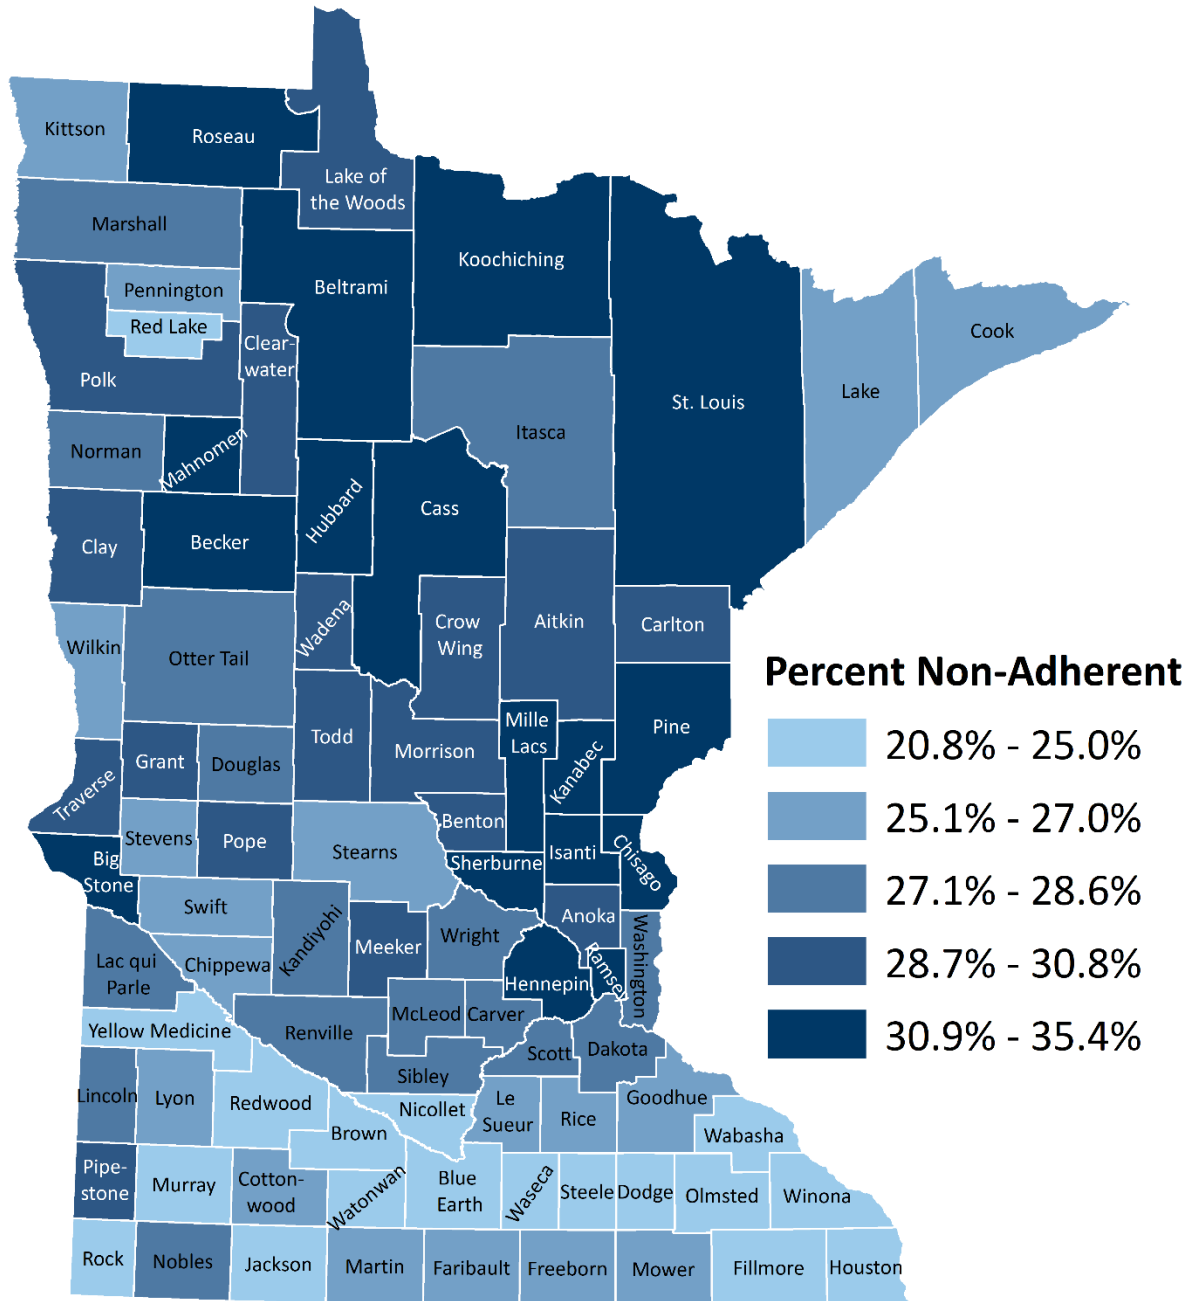 Kittson
Roseau
Lake of
the Woods
Marshall
Koochiching
Beltrami
Pennington
Red Lake
Cook
Clear-
water
Polk
Lake
St. Louis
Itasca
Norman
Mahnomen
Hubbard
Cass
Becker
Clay
Wadena
Crow
Wing
Aitkin
Carlton
Wilkin
Otter Tail
Percent Non-Adherent
20.8% - 25.0%
25.1% - 27.0%
27.1% - 28.6%
28.7% - 30.8%
30.9% - 35.4%
Mille
Lacs
Pine
Todd
Morrison
Kanabec
Grant
Douglas
Traverse
Benton
Stevens
Pope
Stearns
Isanti
Chisago
Sherburne
Big
Stone
Swift
Anoka
Kandiyohi
Meeker
Wright
Washington
Ramsey
Lac qui
Parle
Chippewa
Hennepin
McLeod
Carver
Yellow Medicine
Renville
Scott
Dakota
Sibley
Lincoln
Lyon
Redwood
Nicollet
Le
Sueur
Rice
Goodhue
Brown
Wabasha
Pipe-
stone
Murray
Cotton-
wood
Watonwan
Blue
Earth
Waseca
Steele
Dodge
Olmsted
Winona
Rock
Nobles
Jackson
Martin
Faribault
Freeborn
Mower
Fillmore
Houston